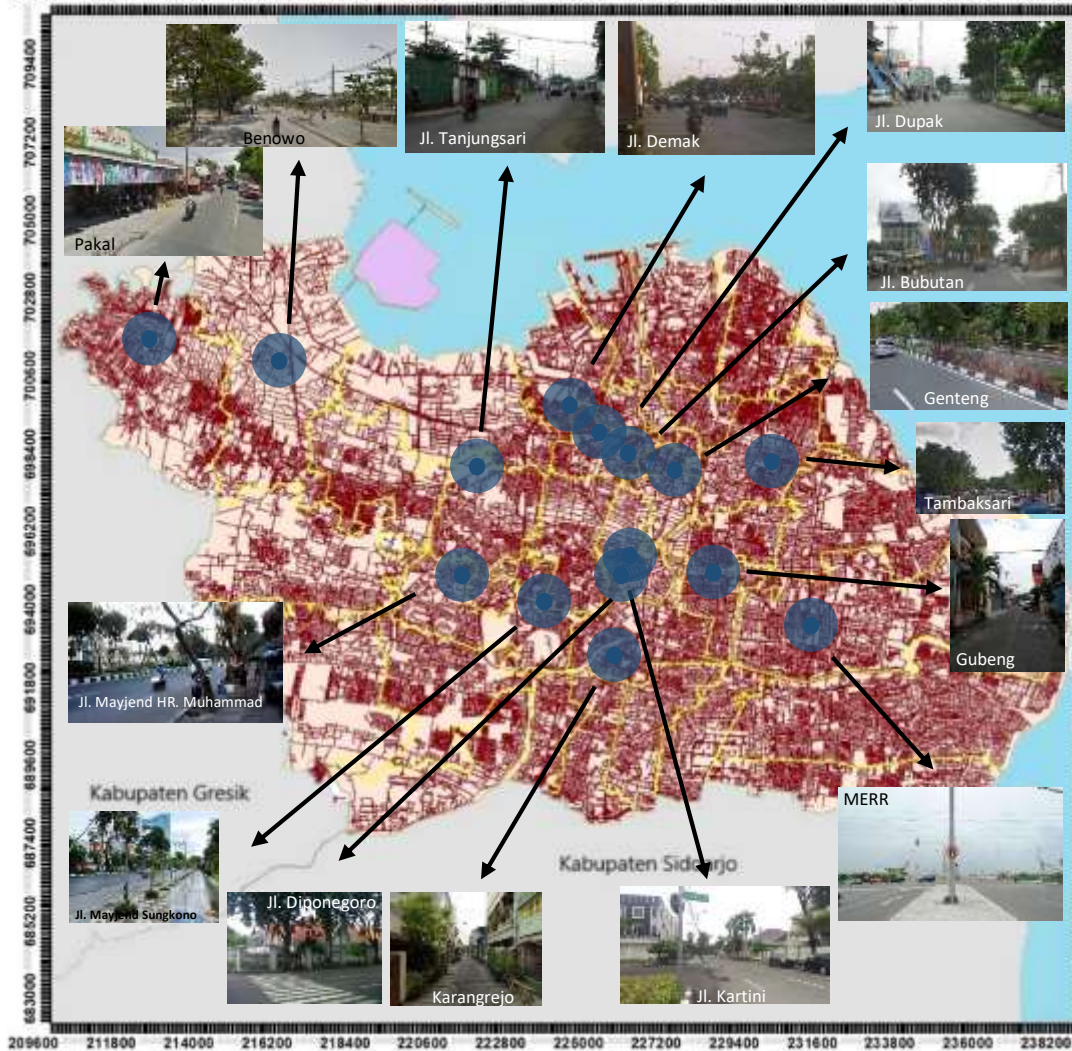 Benowo
Jl. Tanjungsari
Jl. Demak
Jl. Dupak
Pakal
Jl. Bubutan
Genteng
Tambaksari
Gubeng
Jl. Mayjend HR. Muhammad
Kabupaten Gresik
MERR
Kabupaten Sidoarjo
Jl. Mayjend Sungkono
Jl. Diponegoro
Karangrejo
Jl. Kartini
709400
707200
705000
702800
700600
698400
696200
694000
691800
689600
687400
685200
683000
209600 211800 214000 216200 218400 220600 222800 225000 227200 229400 231600 233800 236000 238200